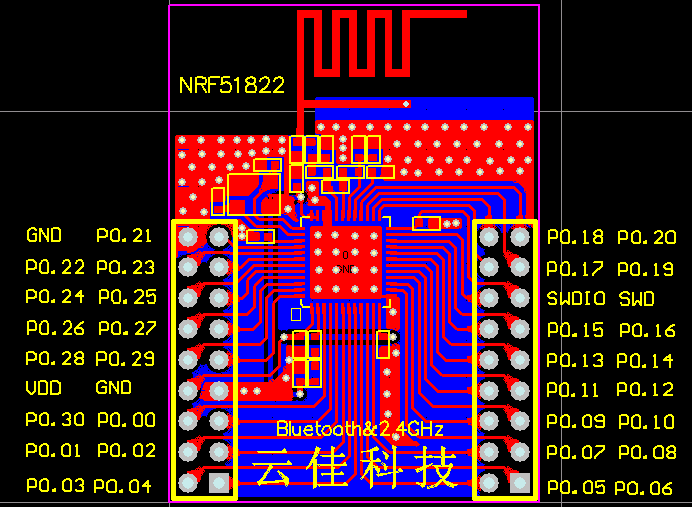 NRF51822
GND P0.21
P0.22 P0.23
P0.24 P0.25
P0.26 P0.27
P0.28 P0.29
VDD GND
P0.30 P0.00
P0.01 P0.02
P0.03 P0.04
P0.18 P0.20
P0.17 P0.19
SWDIO SWD
P0.15 P0.16
P0.13 P0.14
P0.11 P0.12
P0.09 P0.10
P0.07 P0.08
P0.05 P0.06
0
GND
Bluetooth&2.4GHz
云佳科技